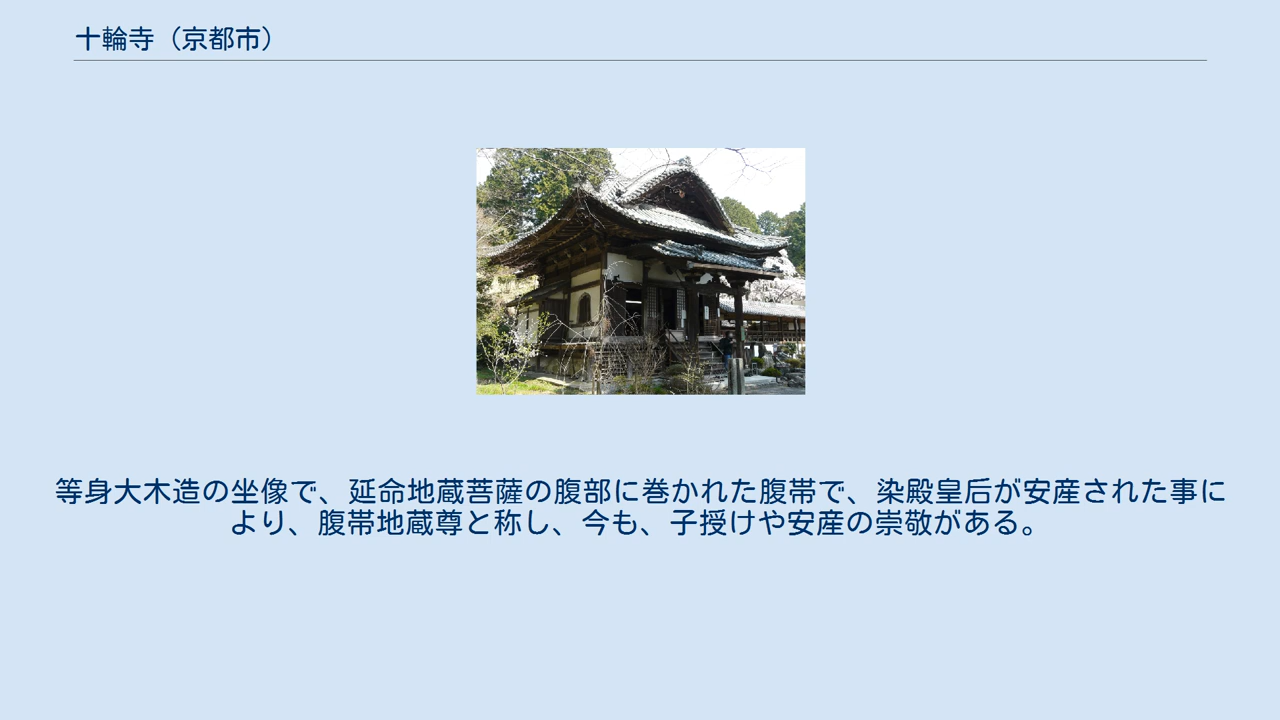 十輪寺（京都市）
等身大木造の坐像で、延命地蔵菩薩の腹部に巻かれた腹帯で、染殿皇后が安産された事に
より、腹帯地蔵尊と称し、今も、子授けや安産の崇敬がある。